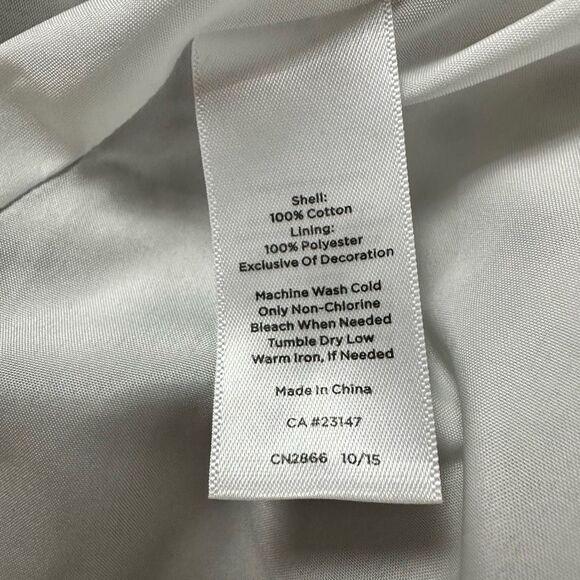 Shell:
100% Cotton
Lining:
100% Polyester
Exclusive Of Decoration
Machine Wash Cold
Only Non-Chlorine
Bleach When Needed
Tumble Dry Low
Warm Iron, If Needed
Made In China
CA #23147
CN2866 10/15